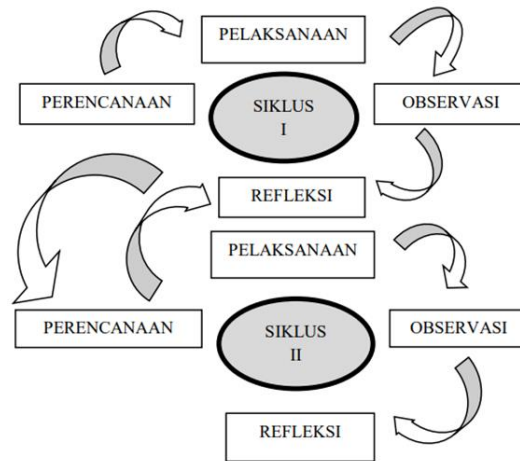 PELAKSANAAN
PERENCANAAN
SIKLUS
I
OBSERVASI
REFLEKSI
PELAKSANAAN
PERENCANAAN
SIKLUS
II
OBSERVASI
REFLEKSI